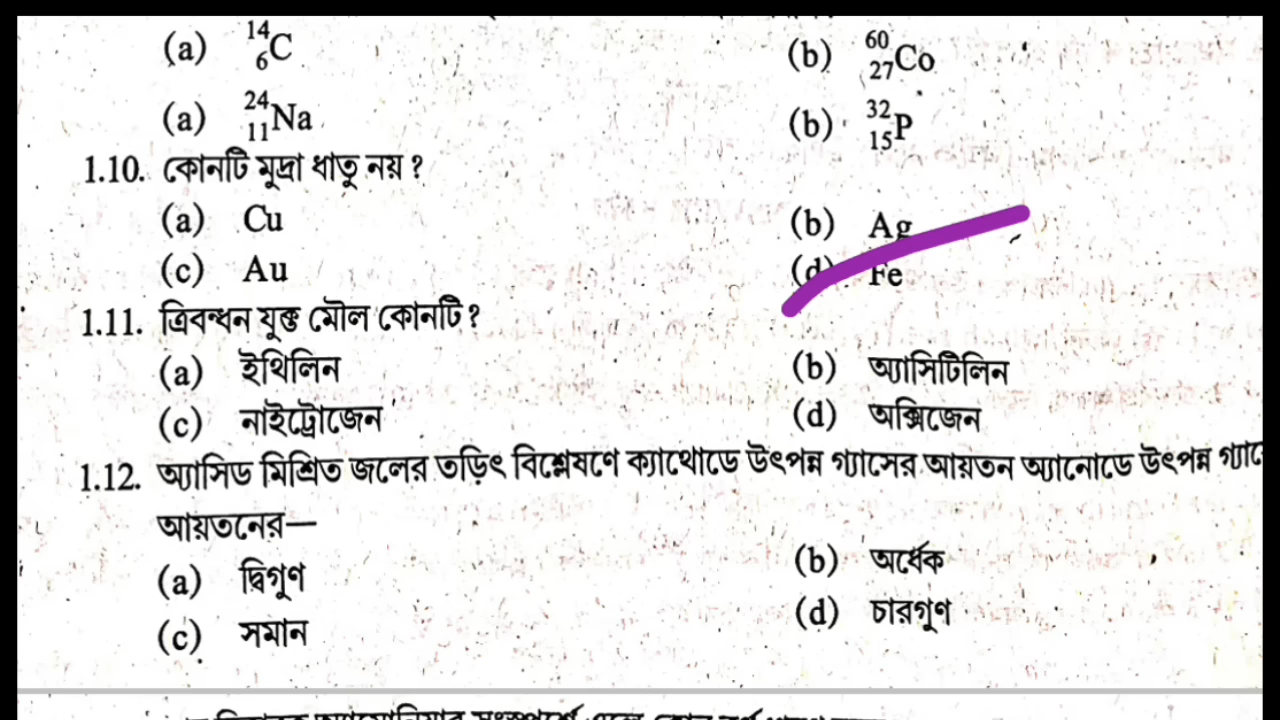 (a) ¹⁴₆C (b) ⁶⁰₂₇Co
(a) ²⁴₁₁Na (b) ³²₁₅P
1.10. কোনটি মুদ্রা ধাতু নয় ?
(a) Cu (b) Ag
(c) Au (d) Fe
1.11. ত্রিবন্ধন যুক্ত মৌল কোনটি ?
(a) ইথিলিন (b) অ্যাসিটিলিন
(c) নাইট্রোজেন (d) অক্সিজেন
1.12. অ্যাসিড মিশ্রিত জলের তড়িৎ বিশ্লেষণে ক্যাথোডে উৎপন্ন গ্যাসের আয়তন অ্যানোডে উৎপন্ন
আয়তনের—
(a) দ্বিগুণ (b) অর্ধেক
(c) সমান (d) চারগুণ